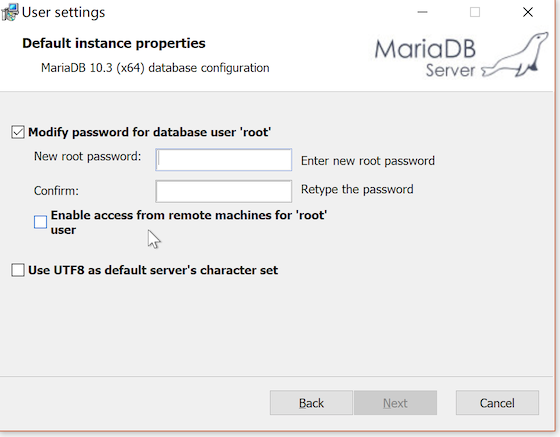 User settings
Default instance properties
MariaDB 10.3 (x64) database configuration
MariaDB
Server
Modify password for database user 'root'
New root password:
Enter new root password
Confirm:
Retype the password
Enable access from remote machines for 'root'
user
Use UTF8 as default server's character set
Back
Next
Cancel